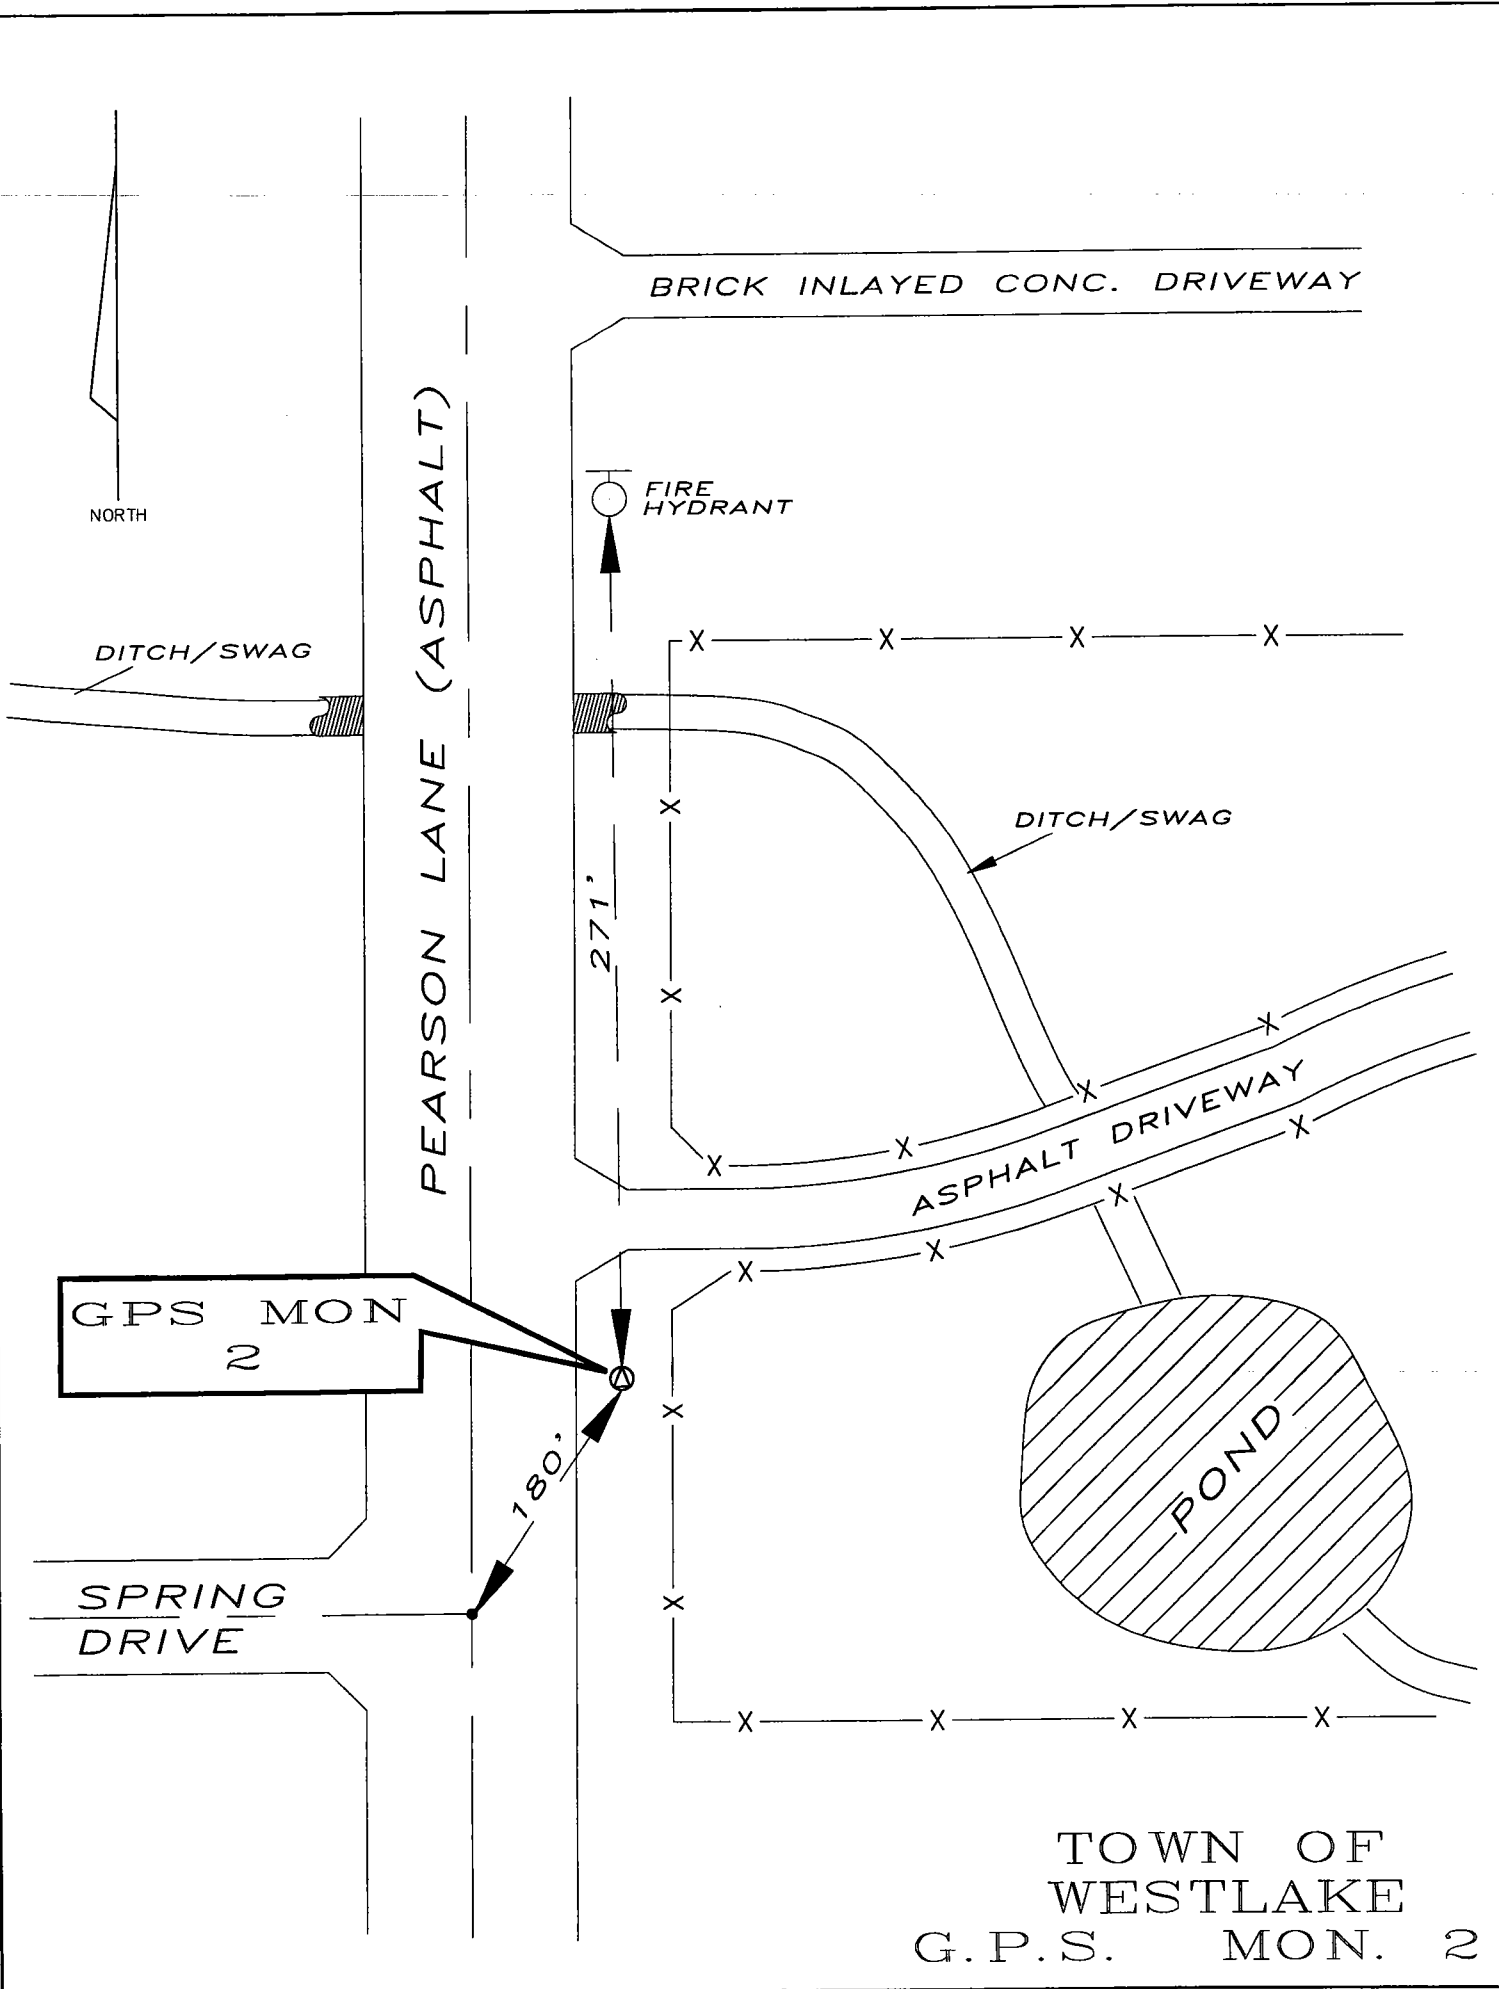 BRICK INLAYED CONC. DRIVEWAY
NORTH
PEARSON LANE (ASPHALT)
FIRE
HYDRANT
DITCH/SWAG
X X X X
X
DITCH/SWAG
271'
X
X
X
ASPHALT DRIVEWAY
X
X
X
X
X
X
GPS MON
2
X
180'
POND
SPRING
DRIVE
X
X X X X
TOWN OF
WESTLAKE
G.P.S. MON. 2